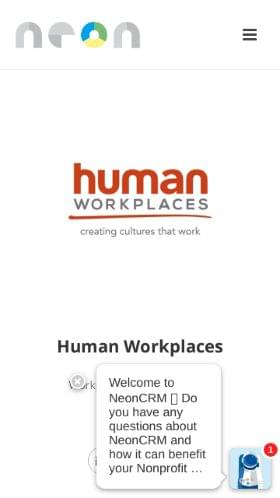 neon
human
WORKPLACES
creating cultures that work
Human Workplaces
Welcome to
NeonCRM ▯ Do
you have any
questions about
NeonCRM and
how it can benefit
your Nonprofit ...
1